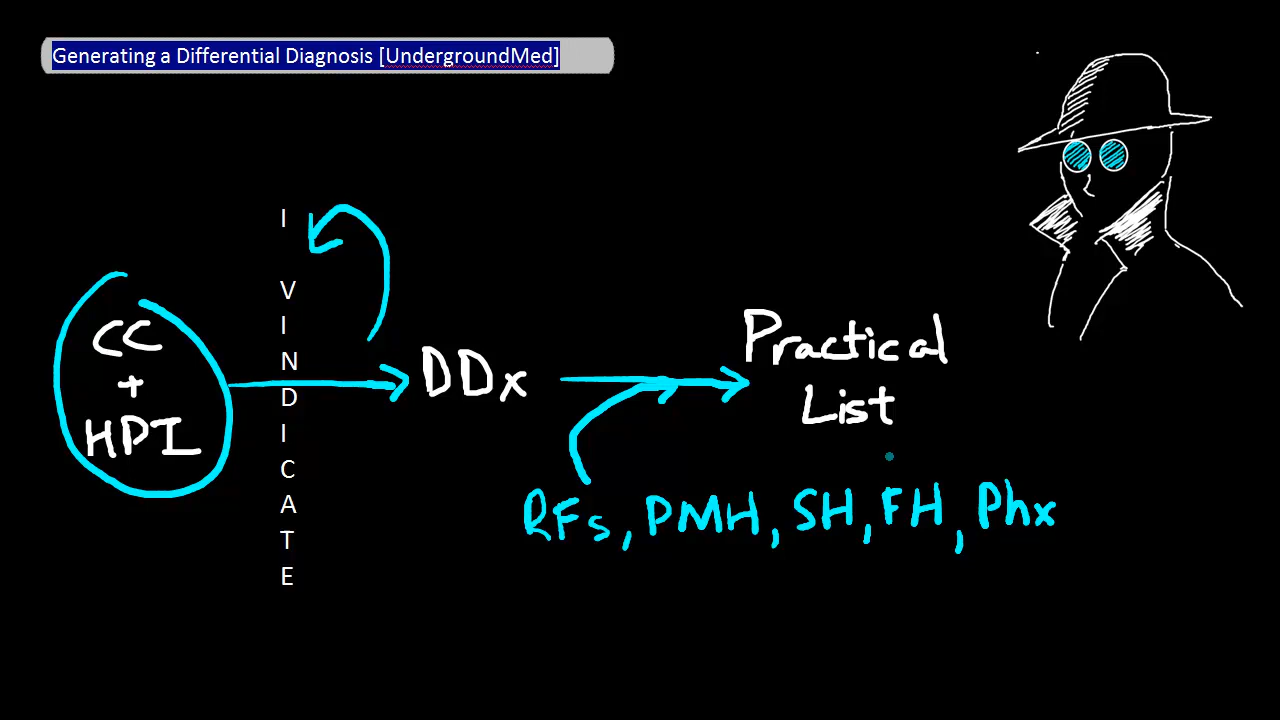 Generating a Differential Diagnosis [UndergroundMed]
I
V
I
N
D
I
C
A
T
E
CC
+
HPI
DDx
Practical
List
RFs, PMH, SH, FH, Phx